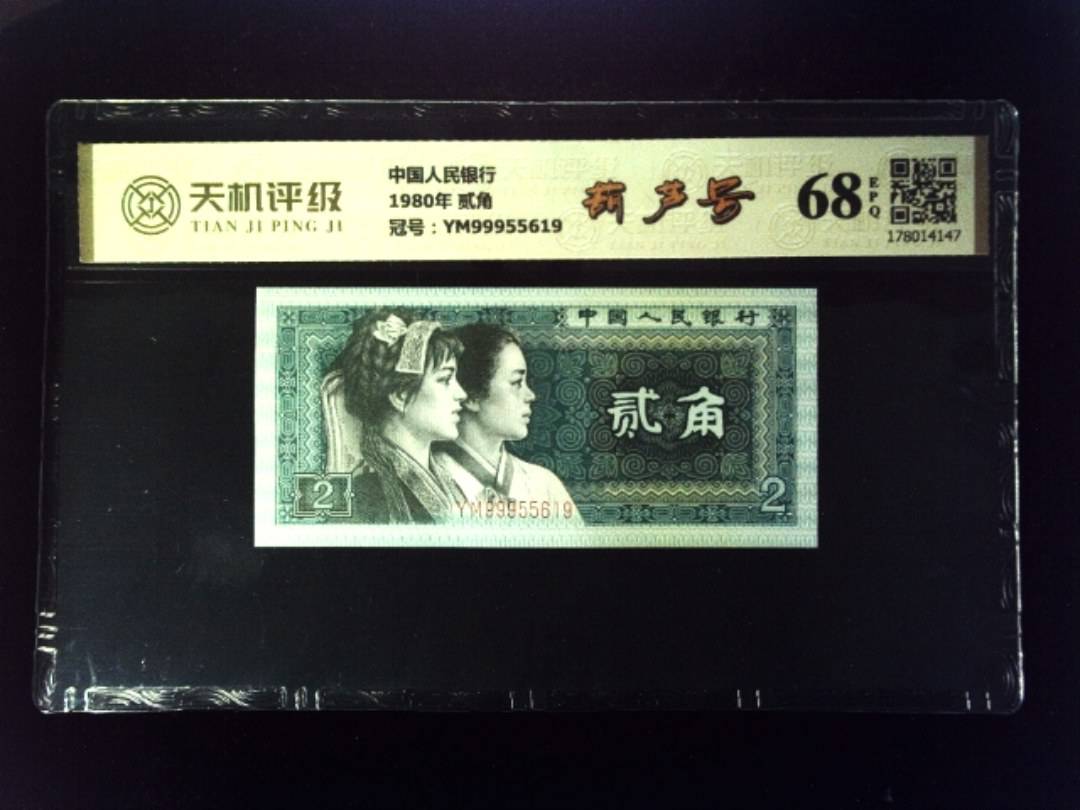 天机评级
TIAN JI PING JI
中国人民银行
1980年 贰角
冠号：YM99955619
葫芦号
68
EPQ
178014147
中国人民银行
贰角
2
YM99955619
2